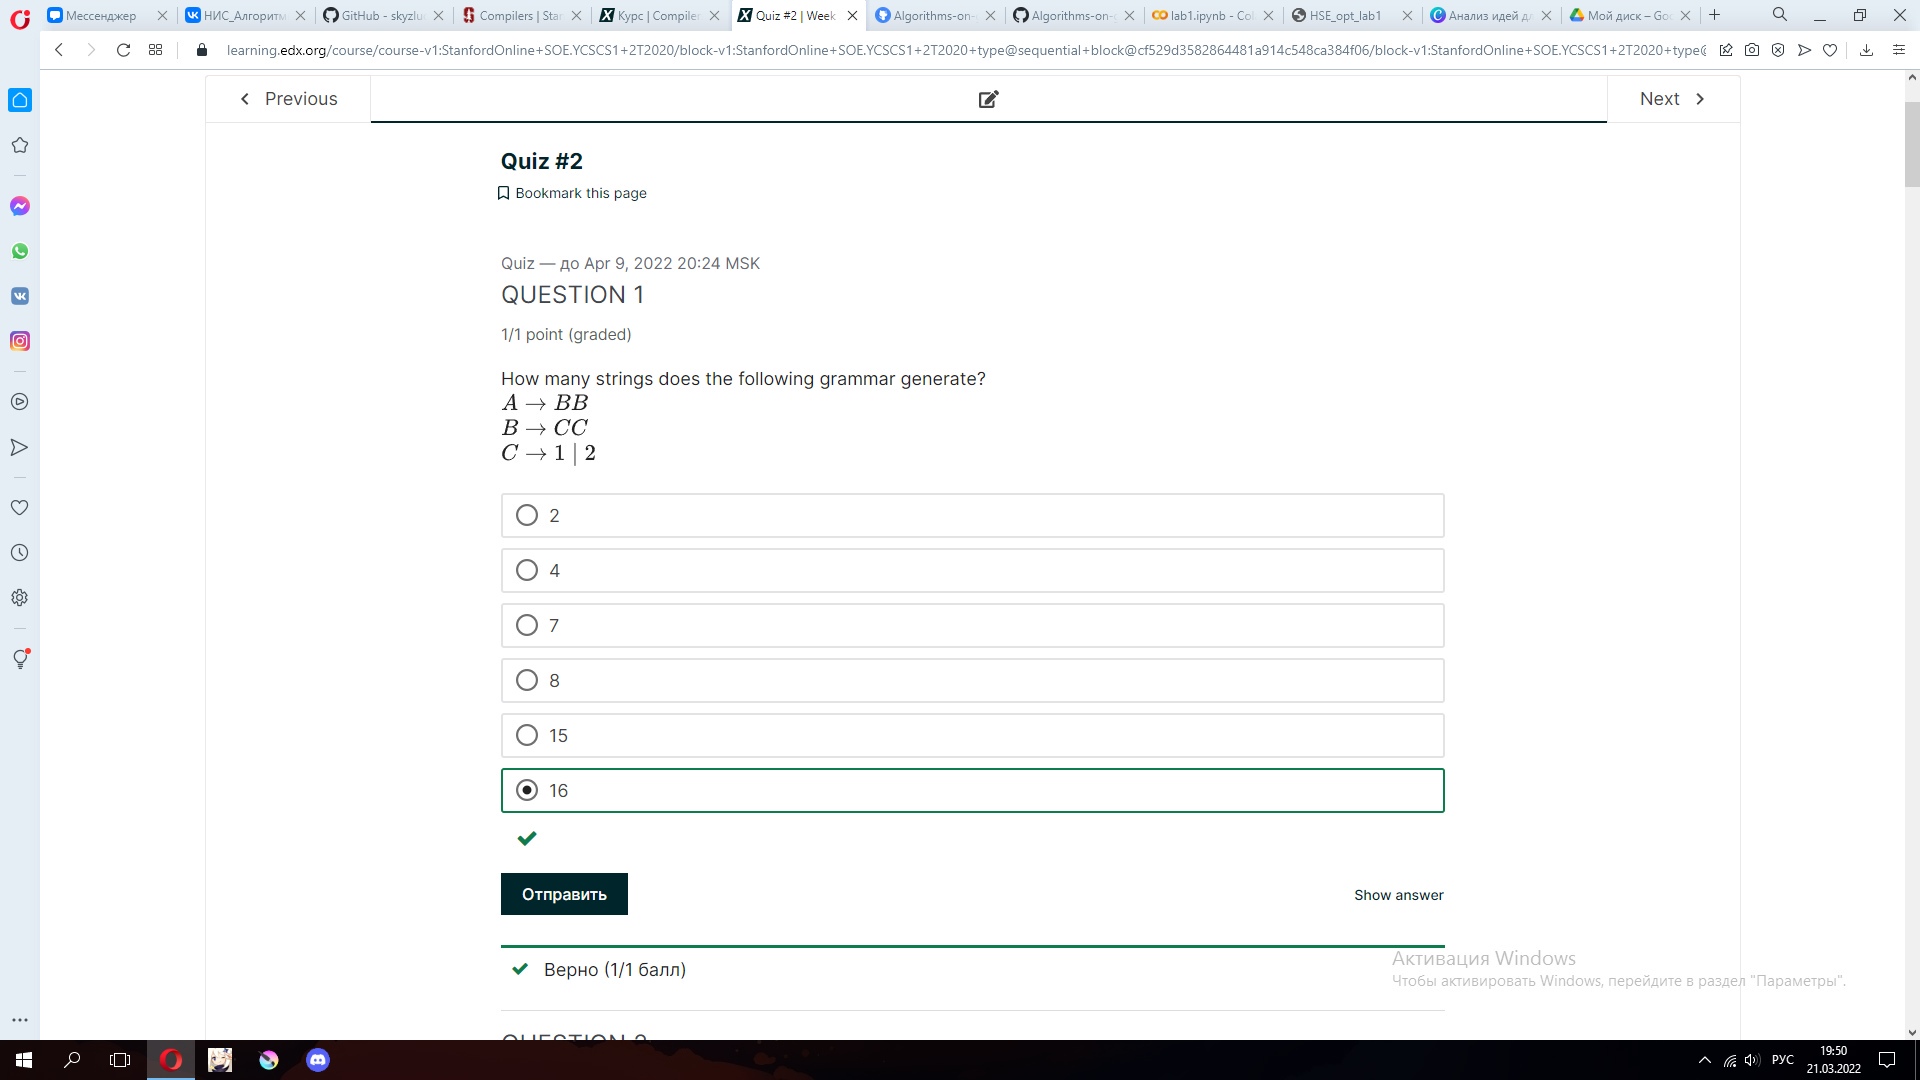 Мессенджер
НИС_Алгоритм
GitHub - skyzlu
Compilers | Star
Курс | Compiler
Quiz #2 | Week
Algorithms-on-
Algorithms-on-
lab1.ipynb - Col
HSE_opt_lab1
Анализ идей дл
Мой диск – Goo
learning.edx.org/course/course-v1:StanfordOnline+SOE.YCSCS1+2T2020/block-v1:StanfordOnline+SOE.YCSCS1+2T2020+type@sequential+block@cf529d3582864481a914c548ca384f06/block-v1:StanfordOnline+SOE.YCSCS1+2T2020+type@
Previous
Next
Quiz #2
Bookmark this page
Quiz — до Apr 9, 2022 20:24 MSK
QUESTION 1
1/1 point (graded)
How many strings does the following grammar generate?
A → BB
B → CC
C → 1 | 2
2
4
7
8
15
16
Отправить
Show answer
Верно (1/1 балл)
Активация Windows
Чтобы активировать Windows, перейдите в раздел "Параметры".
QUESTION 2
РУС
19:50
21.03.2022